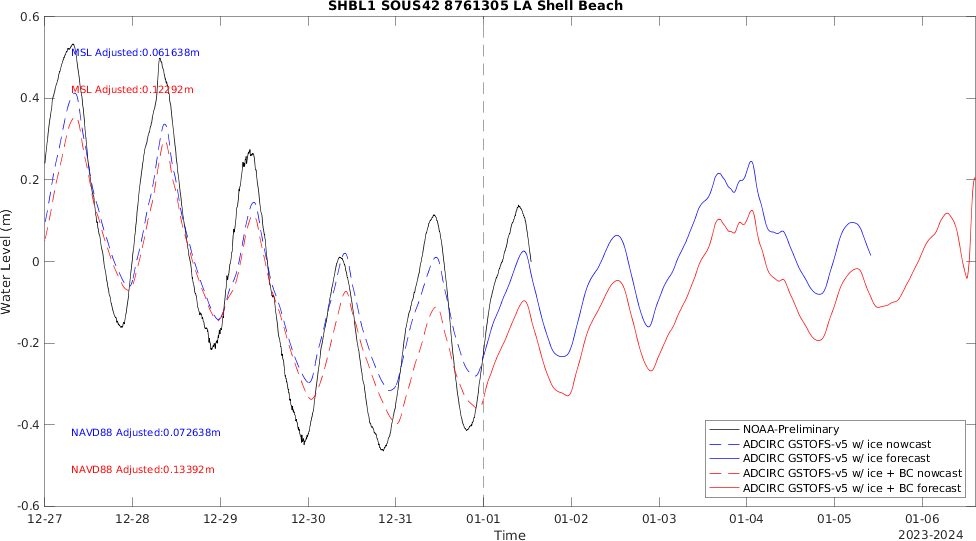 SHBL1 SOUS42 8761305 LA Shell Beach
0.6
MSL Adjusted:0.061638m
MSL Adjusted:0.12292m
0.4
0.2
0
-0.2
-0.4
-0.6
Water Level (m)
NAVD88 Adjusted:0.072638m
NAVD88 Adjusted:0.13392m
NOAA-Preliminary
ADCIRC GSTOFS-v5 w/ ice nowcast
ADCIRC GSTOFS-v5 w/ ice forecast
ADCIRC GSTOFS-v5 w/ ice + BC nowcast
ADCIRC GSTOFS-v5 w/ ice + BC forecast
12-27 12-28 12-29 12-30 12-31 01-01 01-02 01-03 01-04 01-05 01-06
Time
2023-2024